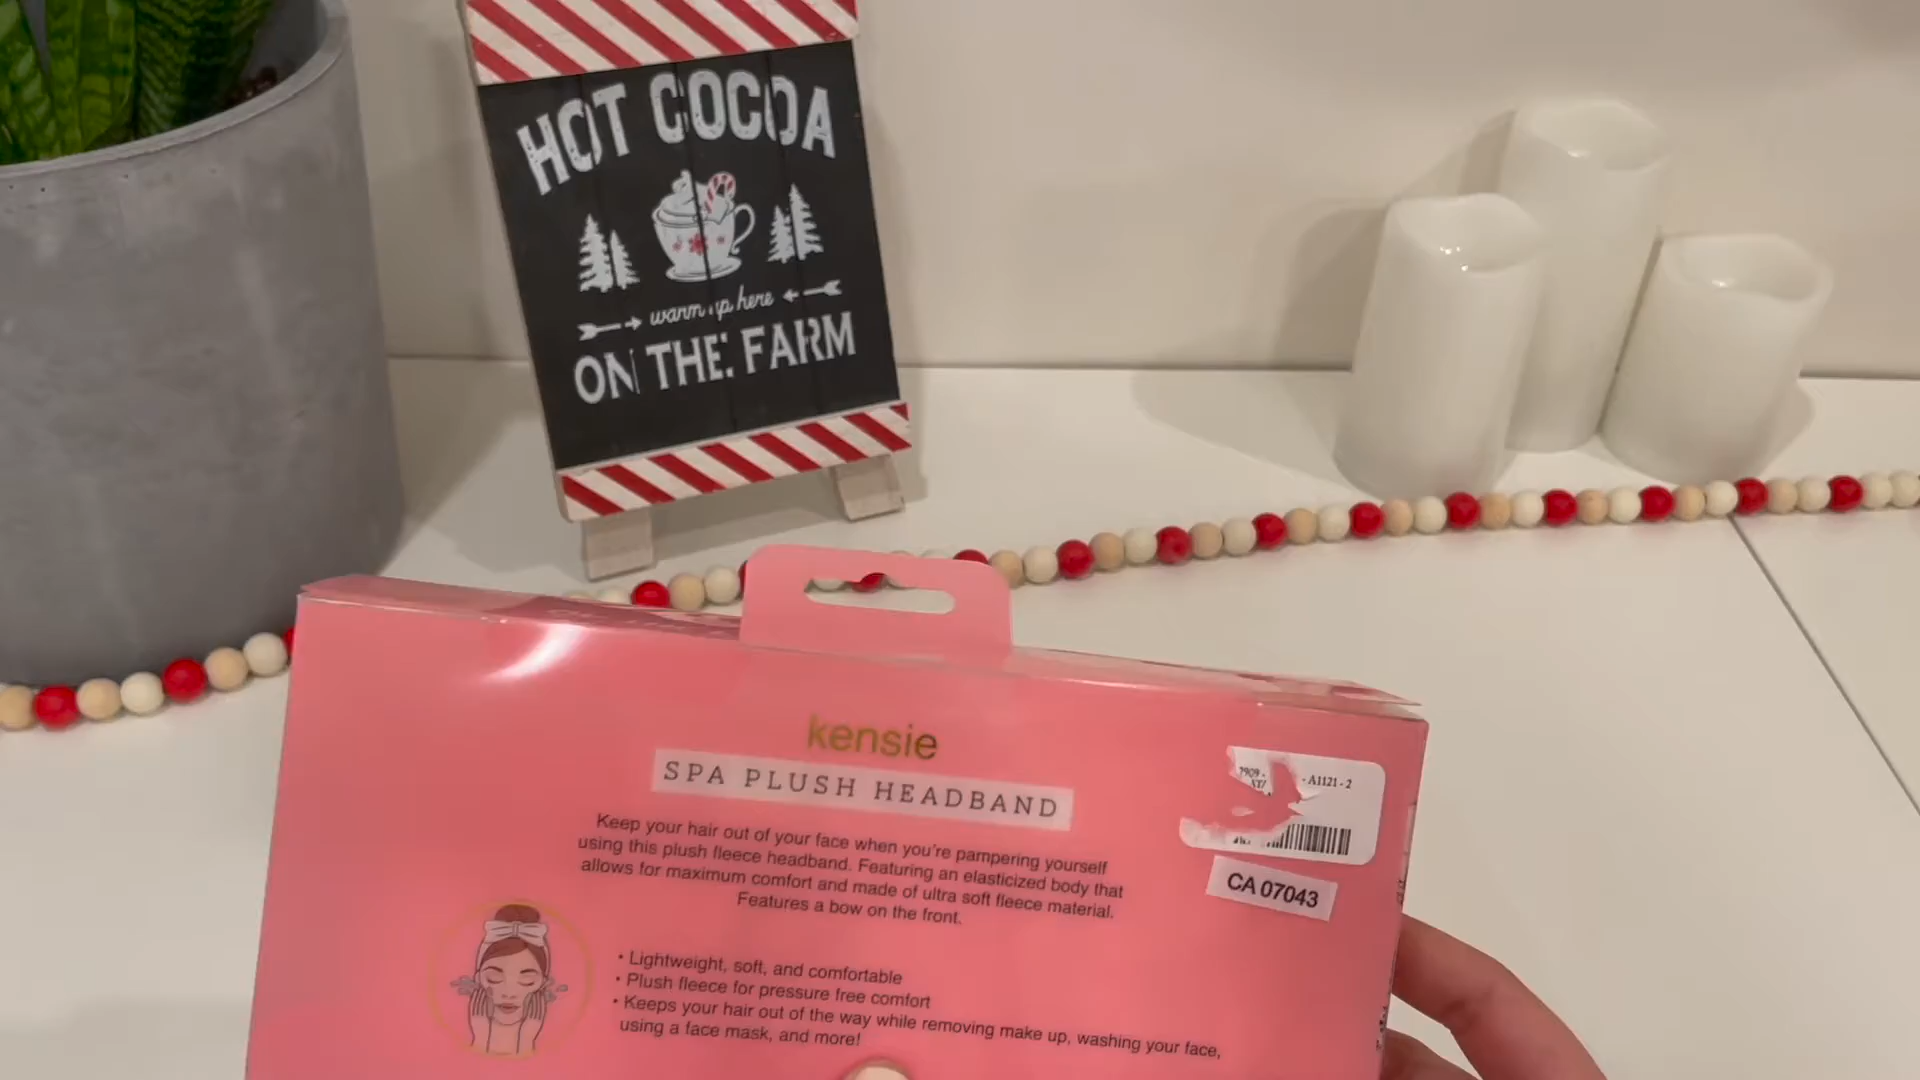 HOT COCOA
warm up here
ON THE FARM
kensie
SPA PLUSH HEADBAND
Keep your hair out of your face when you're pampering yourself
using this plush fleece headband. Featuring an elasticized body that
allows for maximum comfort and made of ultra soft fleece material.
Features a bow on the front.
• Lightweight, soft, and comfortable
• Plush fleece for pressure free comfort
• Keeps your hair out of the way while removing make up, washing your face,
using a face mask, and more!
7909 - - A1121 - 2
CA 07043